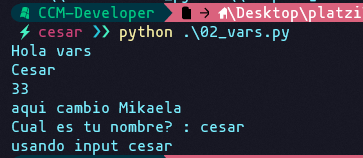 CCM-Developer \Desktop\platzi
cesar ❯❯ python .\02_vars.py
Hola vars
Cesar
33
aqui cambio Mikaela
Cual es tu nombre? : cesar
usando input cesar